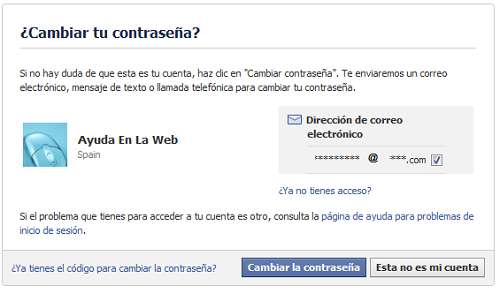 ¿Cambiar tu contraseña?
Si no hay duda de que esta es tu cuenta, haz clic en "Cambiar contraseña". Te enviaremos un correo
electrónico, mensaje de texto o llamada telefónica para cambiar tu contraseña.
Ayuda En La Web
Spain
Dirección de correo
electrónico
********* @ ***.com
¿Ya no tienes acceso?
Si el problema que tienes para acceder a tu cuenta es otro, consulta la página de ayuda para problemas de
inicio de sesión.
¿Ya tienes el código para cambiar la contraseña?
Cambiar la contraseña
Esta no es mi cuenta